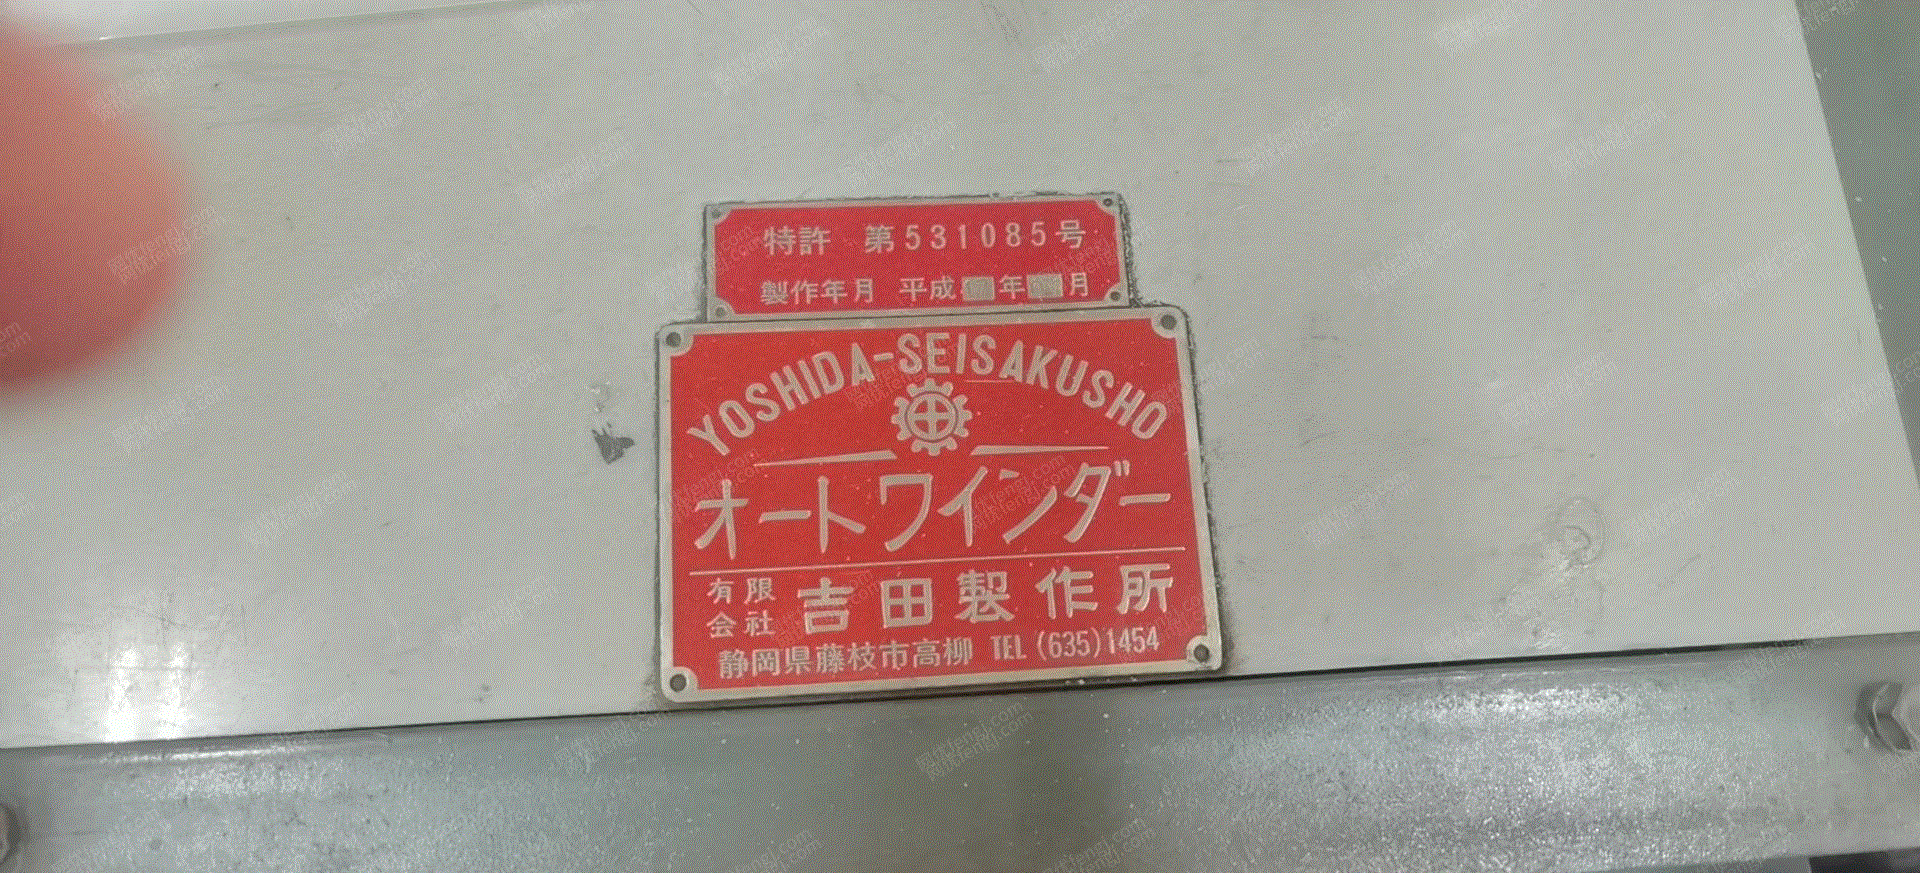 特許 第531085号
製作年月 平成 年 月
YOSHIDA-SEISAKUSHO
オートワインダー
有限会社 吉田製作所
静岡県藤枝市高柳 TEL (635)1454